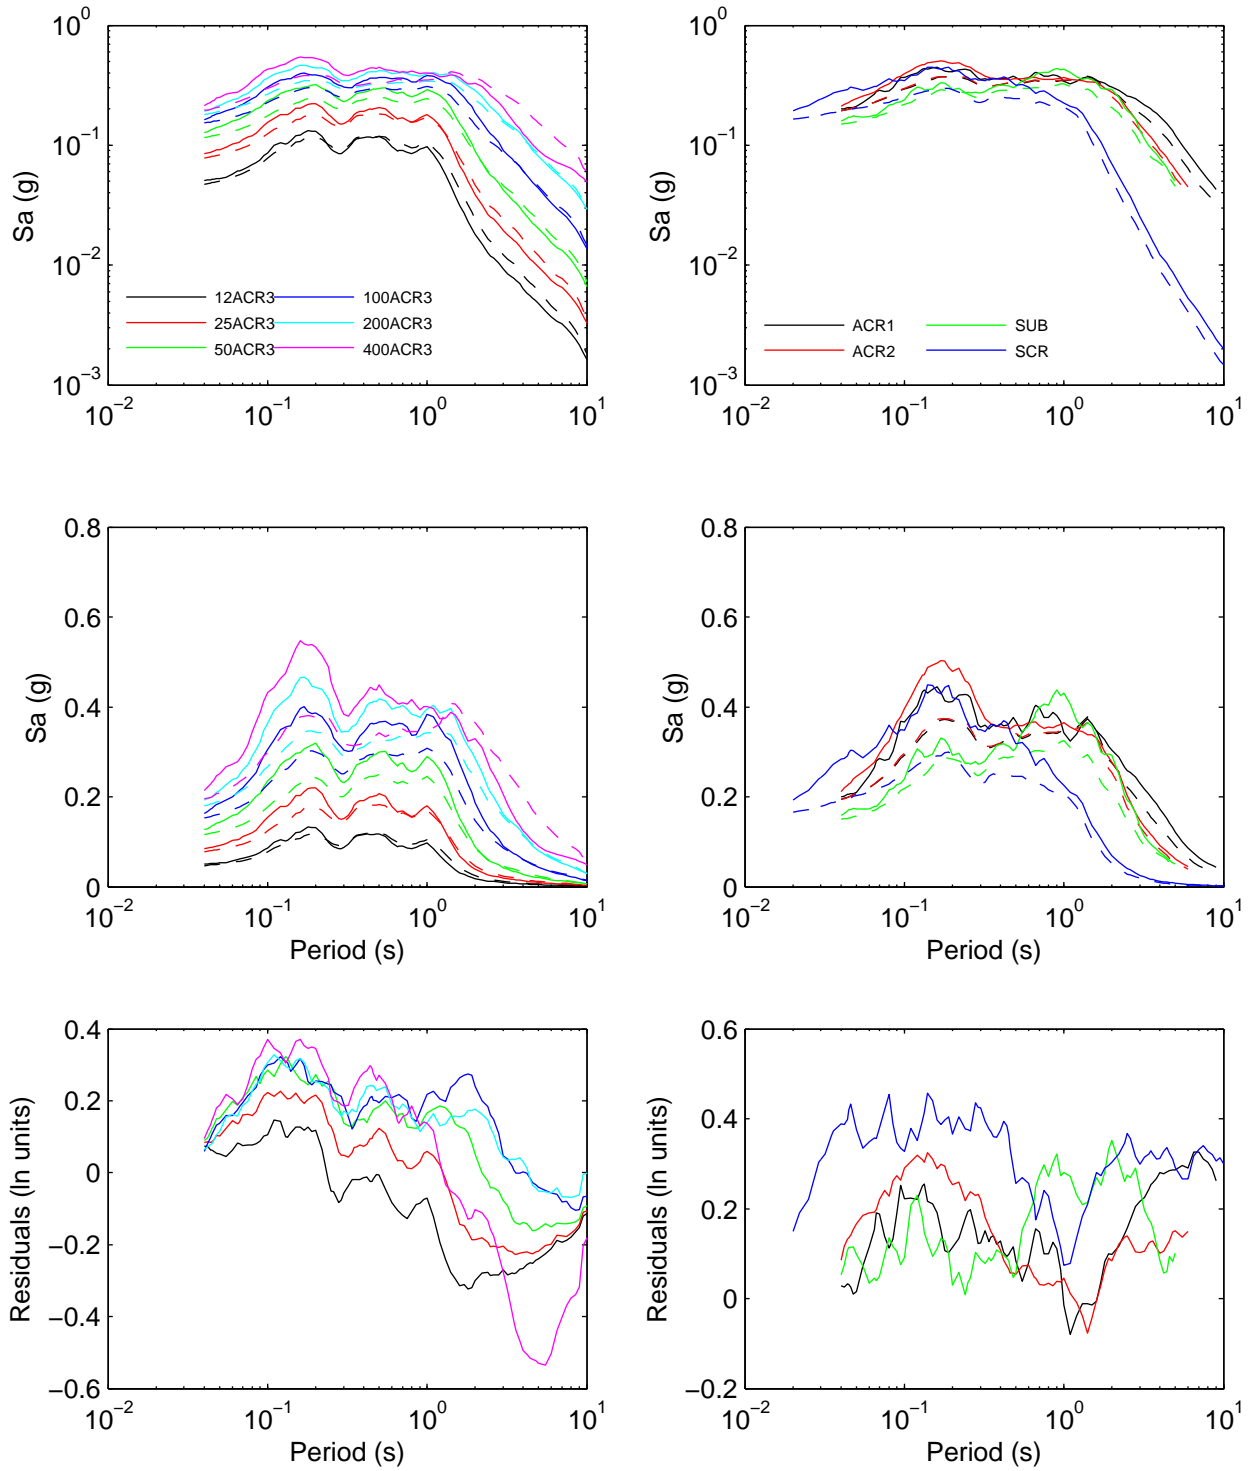 10^0
10^−1
10^−2
10^−3
Sa (g)
12ACR3
100ACR3
25ACR3
200ACR3
50ACR3
400ACR3
10^−2
10^−1
10^0
10^1
10^0
10^−1
10^−2
10^−3
Sa (g)
ACR1
SUB
ACR2
SCR
10^−2
10^−1
10^0
10^1
0.8
0.6
0.4
0.2
0
Sa (g)
10^−2
10^−1
10^0
10^1
Period (s)
0.8
0.6
0.4
0.2
0
Sa (g)
10^−2
10^−1
10^0
10^1
Period (s)
0.4
0.2
0
−0.2
−0.4
−0.6
Residuals (ln units)
10^−2
10^−1
10^0
10^1
Period (s)
0.6
0.4
0.2
0
−0.2
Residuals (ln units)
10^−2
10^−1
10^0
10^1
Period (s)